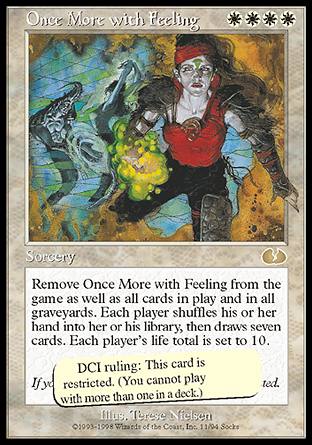 Once More with Feeling
Sorcery
Remove Once More with Feeling from the
game as well as all cards in play and in all
graveyards. Each player shuffles his or her
hand into her or his library, then draws seven
cards. Each player's life total is set to 10.
DCI ruling: This card is
restricted. (You cannot play
with more than one in a deck.)
If yo
ted.
Illus. Terese Nielsen
©1993-1998 Wizards of the Coast, Inc. 11/94 Socks